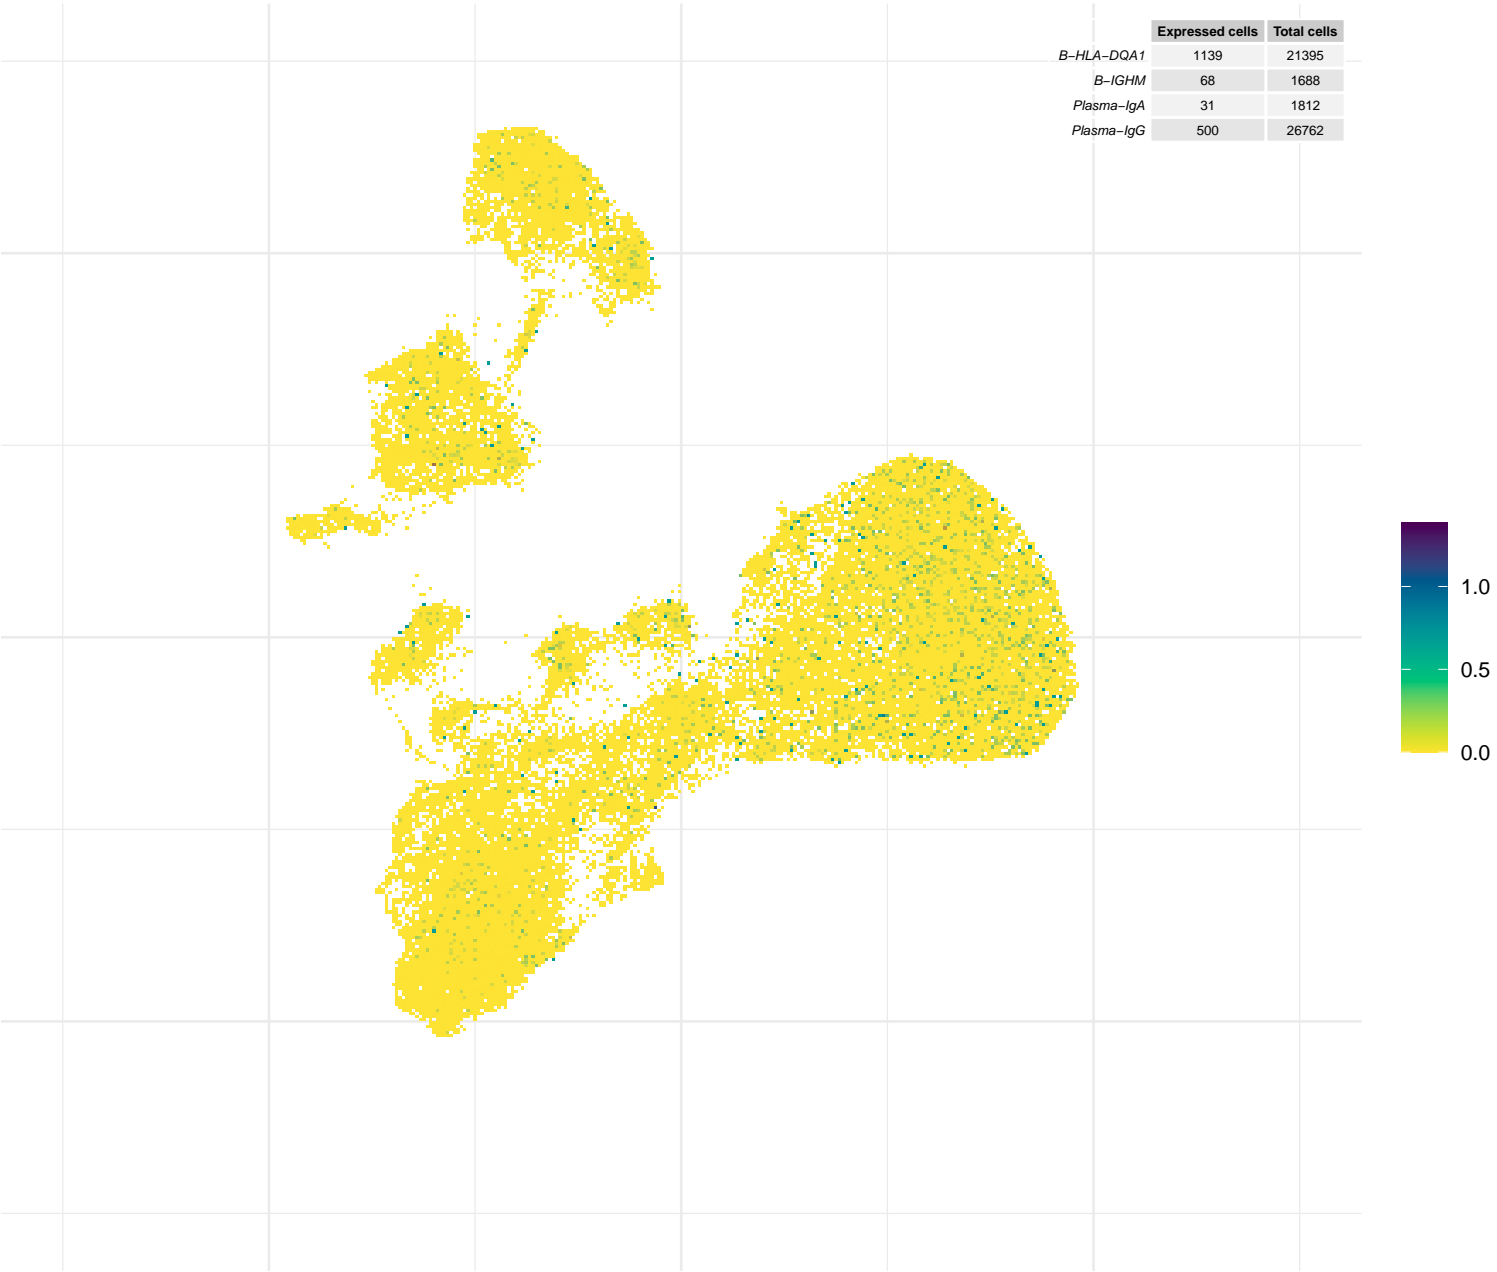 Expressed cells Total cells
B−HLA−DQA1 1139 21395
B−IGHM 68 1688
Plasma−IgA 31 1812
Plasma−IgG 500 26762
1.0
0.5
0.0